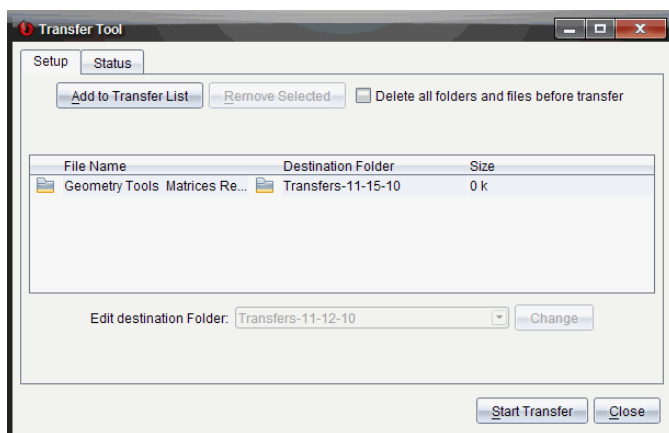 Transfer Tool
Setup Status
Add to Transfer List Remove Selected Delete all folders and files before transfer
File Name Destination Folder Size
Geometry Tools Matrices Re... Transfers-11-15-10 0 k
Edit destination Folder: Transfers-11-12-10 Change
Start Transfer Close